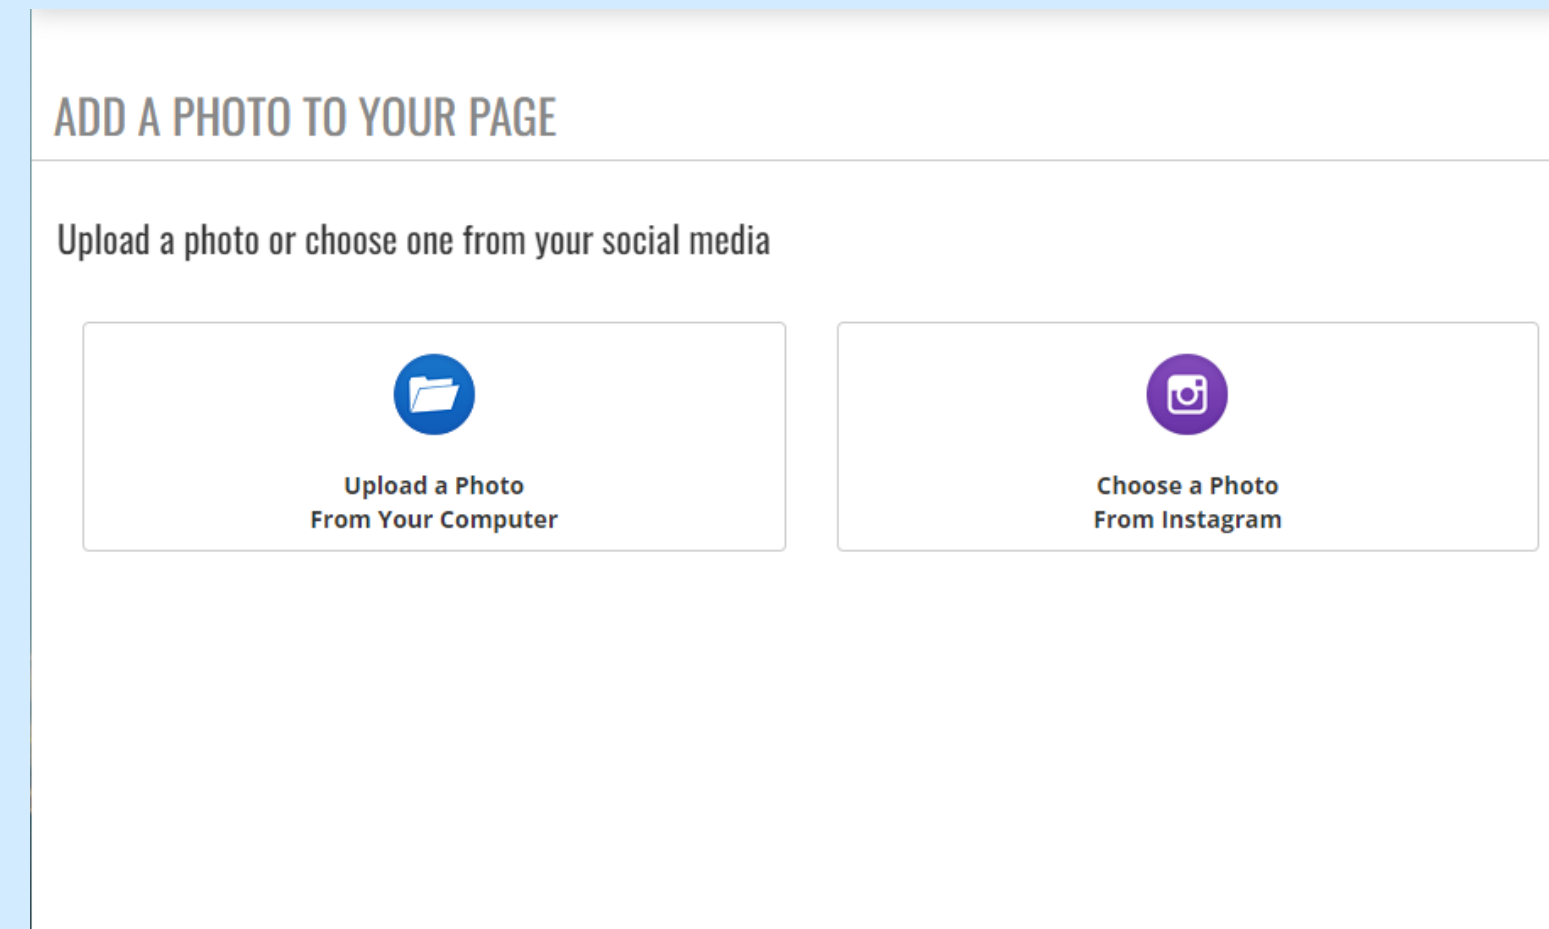 ADD A PHOTO TO YOUR PAGE
Upload a photo or choose one from your social media
Upload a Photo
From Your Computer
Choose a Photo
From Instagram